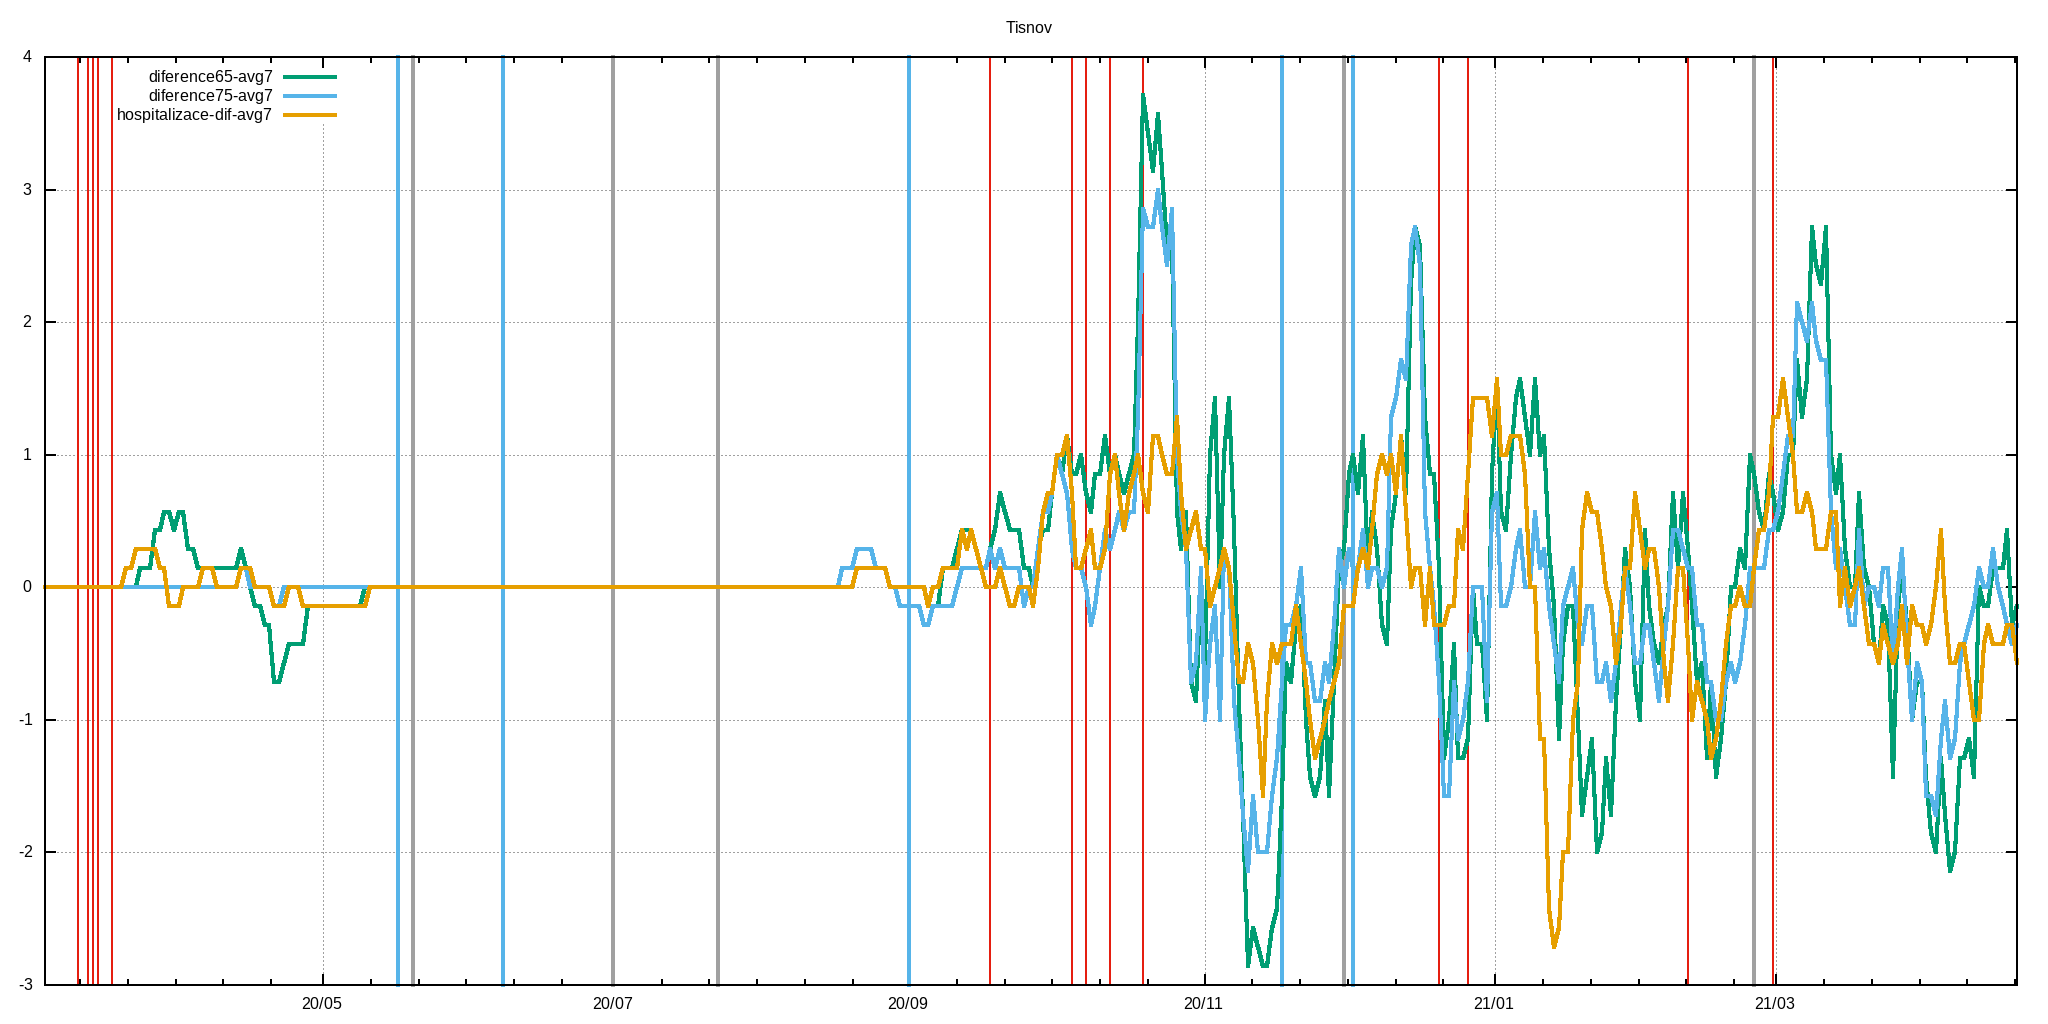 Tisnov
4
diference65-avg7
diference75-avg7
hospitalizace-dif-avg7
3
2
1
0
-1
-2
-3
20/05 20/07 20/09 20/11 21/01 21/03